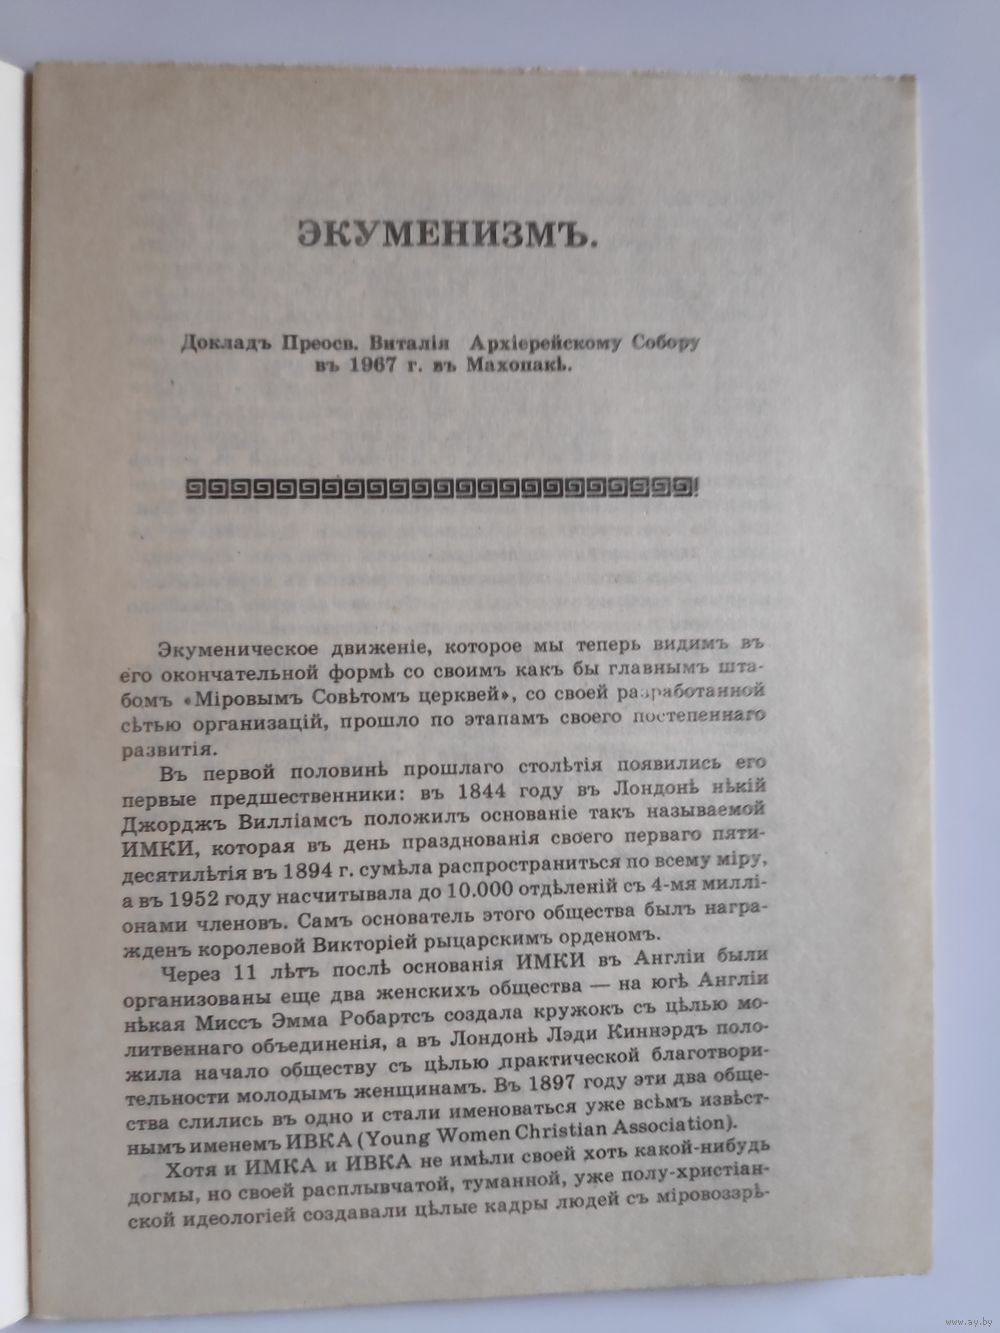 ЭКУМЕНИЗМЪ.
Докладъ Преосв. Виталія Архіерейскому Собору
въ 1967 г. въ Махопакѣ.
Экуменическое движеніе, которое мы теперь видимъ въ
его окончательной формѣ со своимъ какъ бы главнымъ шта-
бомъ «Міровымъ Совѣтомъ церквей», со своей разработанной
сѣтью организацій, прошло по этапамъ своего постепеннаго
развитія.
Въ первой половинѣ прошлаго столѣтія появились его
первые предшественники: въ 1844 году въ Лондонѣ нѣкій
Джорджъ Вилліамсъ положилъ основаніе такъ называемой
ИМКИ, которая въ день празднованія своего перваго пяти-
десятилѣтія въ 1894 г. сумѣла распространиться по всему міру,
а въ 1952 году насчитывала до 10.000 отдѣленій съ 4-мя милли-
онами членовъ. Самъ основатель этого общества былъ награ-
жденъ королевой Викторіей рыцарскимъ орденомъ.
Через 11 лѣтъ послѣ основанія ИМКИ въ Англіи были
организованы еще два женскихъ общества — на югѣ Англіи
нѣкая Миссъ Эмма Робартсъ создала кружокъ съ цѣлью мо-
литвеннаго объединенія, а въ Лондонѣ Лэди Киннэрдъ поло-
жила начало обществу съ цѣлью практической благотвори-
тельности молодымъ женщинамъ. Въ 1897 году эти два обще-
ства слились въ одно и стали именоваться уже всѣмъ извѣст-
нымъ именемъ ИВКА (Young Women Christian Association).
Хотя и ИМКА и ИВКА не имѣли своей хоть какой-нибудь
догмы, но своей расплывчатой, туманной, уже полу-христіан-
ской идеологіей создавали цѣлые кадры людей съ міровоззрѣ-
www.ay.by